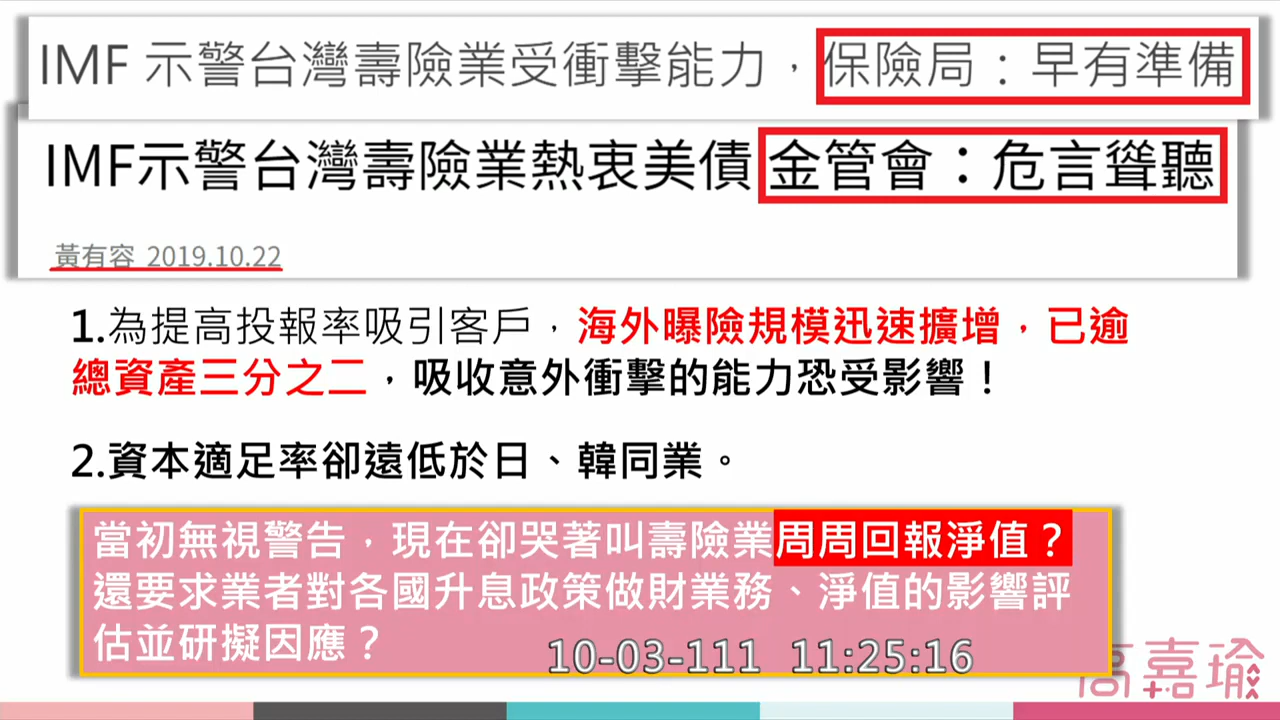 IMF 示警台灣壽險業受衝擊能力，保險局：早有準備
IMF示警台灣壽險業熱衷美債 金管會：危言聳聽
黃有容 2019.10.22
1.為提高投報率吸引客戶，海外曝險規模迅速擴增，已逾
總資產三分之二，吸收意外衝擊的能力恐受影響！
2.資本適足率卻遠低於日、韓同業。
當初無視警告，現在卻哭著叫壽險業周周回報淨值？
還要求業者對各國升息政策做財業務、淨值的影響評
估並研擬因應？
10-03-111 11:25:16
高嘉瑜